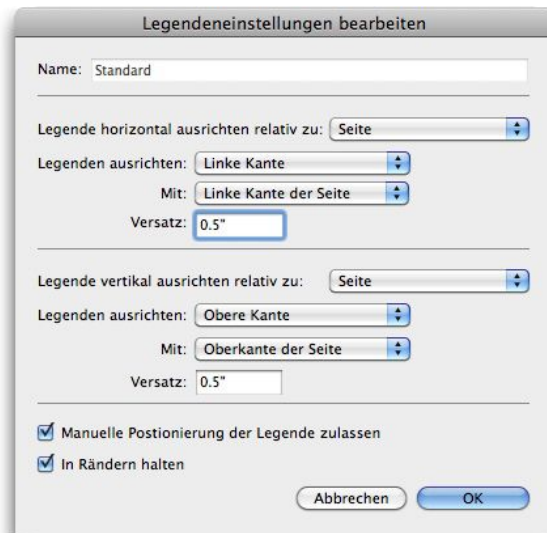 Legendeneinstellungen bearbeiten
Name: Standard
Legende horizontal ausrichten relativ zu: Seite
Legenden ausrichten: Linke Kante
Mit: Linke Kante der Seite
Versatz: 0.5"
Legende vertikal ausrichten relativ zu: Seite
Legenden ausrichten: Obere Kante
Mit: Oberkante der Seite
Versatz: 0.5"
Manuelle Postionierung der Legende zulassen
In Rändern halten
Abbrechen OK